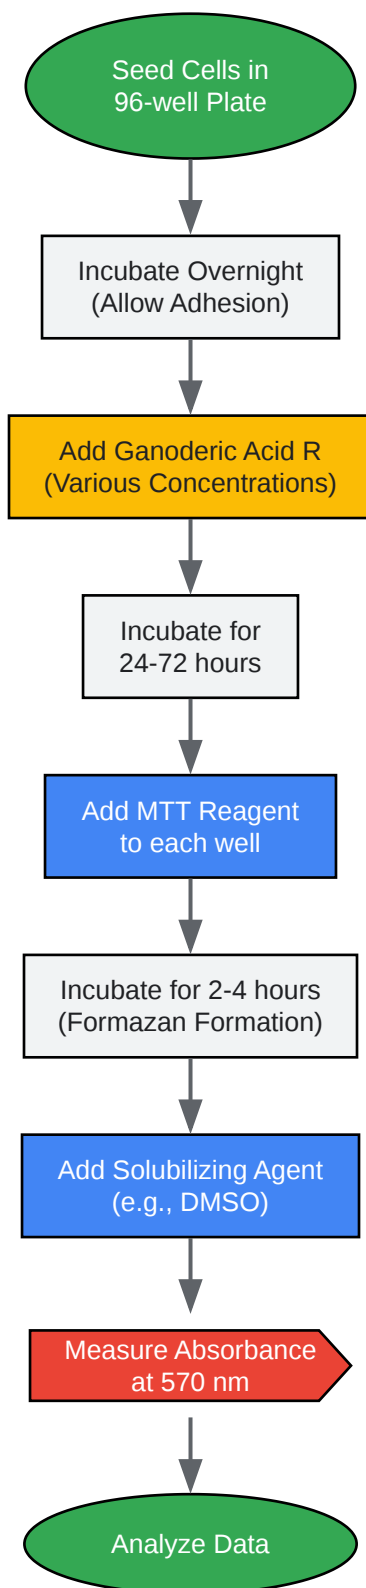 Seed Cells in
96-well Plate
Incubate Overnight
(Allow Adhesion)
Add Ganoderic Acid R
(Various Concentrations)
Incubate for
24-72 hours
Add MTT Reagent
to each well
Incubate for 2-4 hours
(Formazan Formation)
Add Solubilizing Agent
(e.g., DMSO)
Measure Absorbance
at 570 nm
Analyze Data